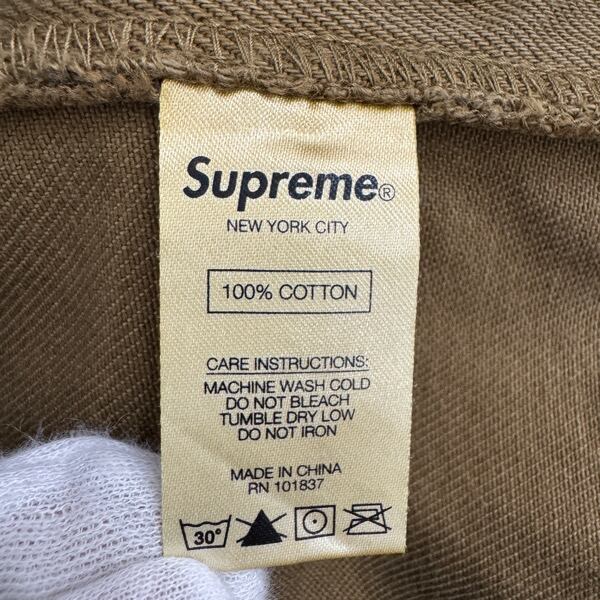 Supreme®
NEW YORK CITY
100% COTTON
CARE INSTRUCTIONS:
MACHINE WASH COLD
DO NOT BLEACH
TUMBLE DRY LOW
DO NOT IRON
MADE IN CHINA
RN 101837
30°